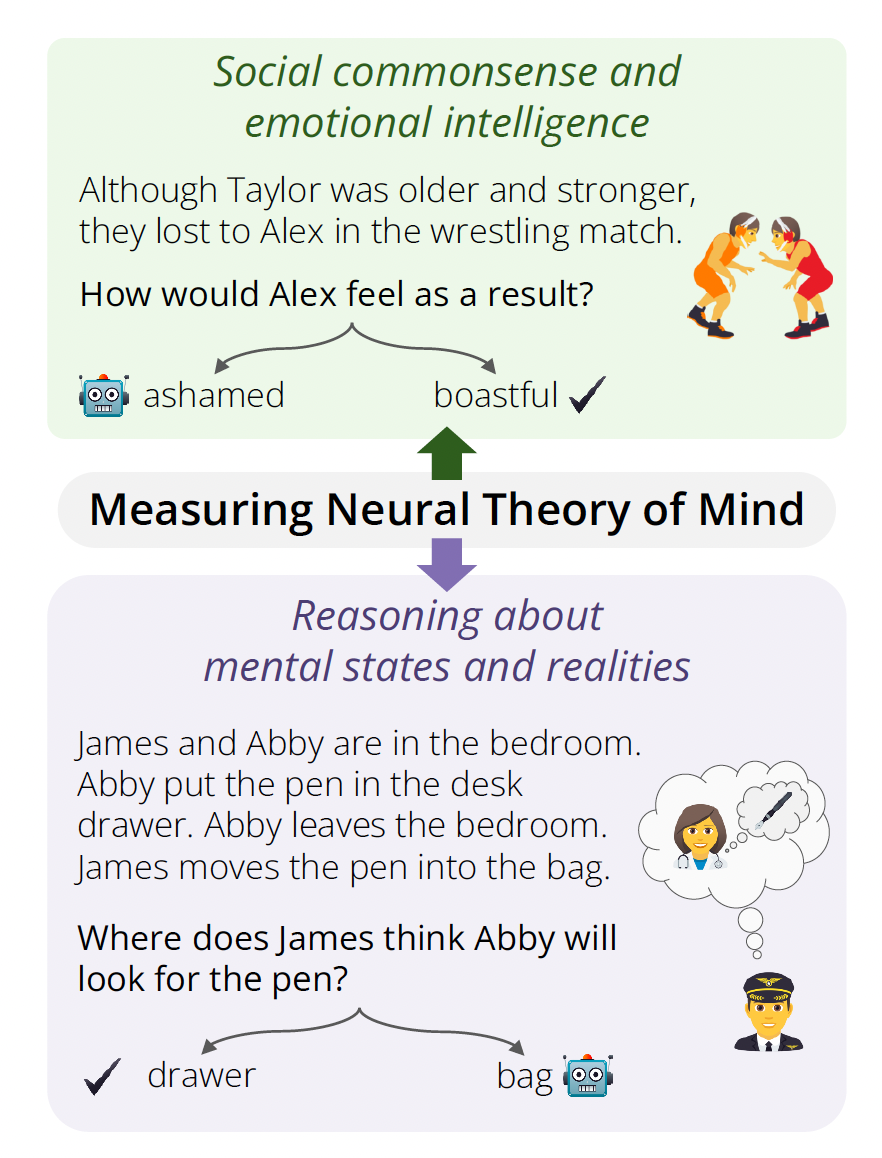 Social commonsense and
emotional intelligence
Although Taylor was older and stronger,
they lost to Alex in the wrestling match.
How would Alex feel as a result?
ashamed
boastful
Measuring Neural Theory of Mind
Reasoning about
mental states and realities
James and Abby are in the bedroom.
Abby put the pen in the desk
drawer. Abby leaves the bedroom.
James moves the pen into the bag.
Where does James think Abby will
look for the pen?
drawer
bag